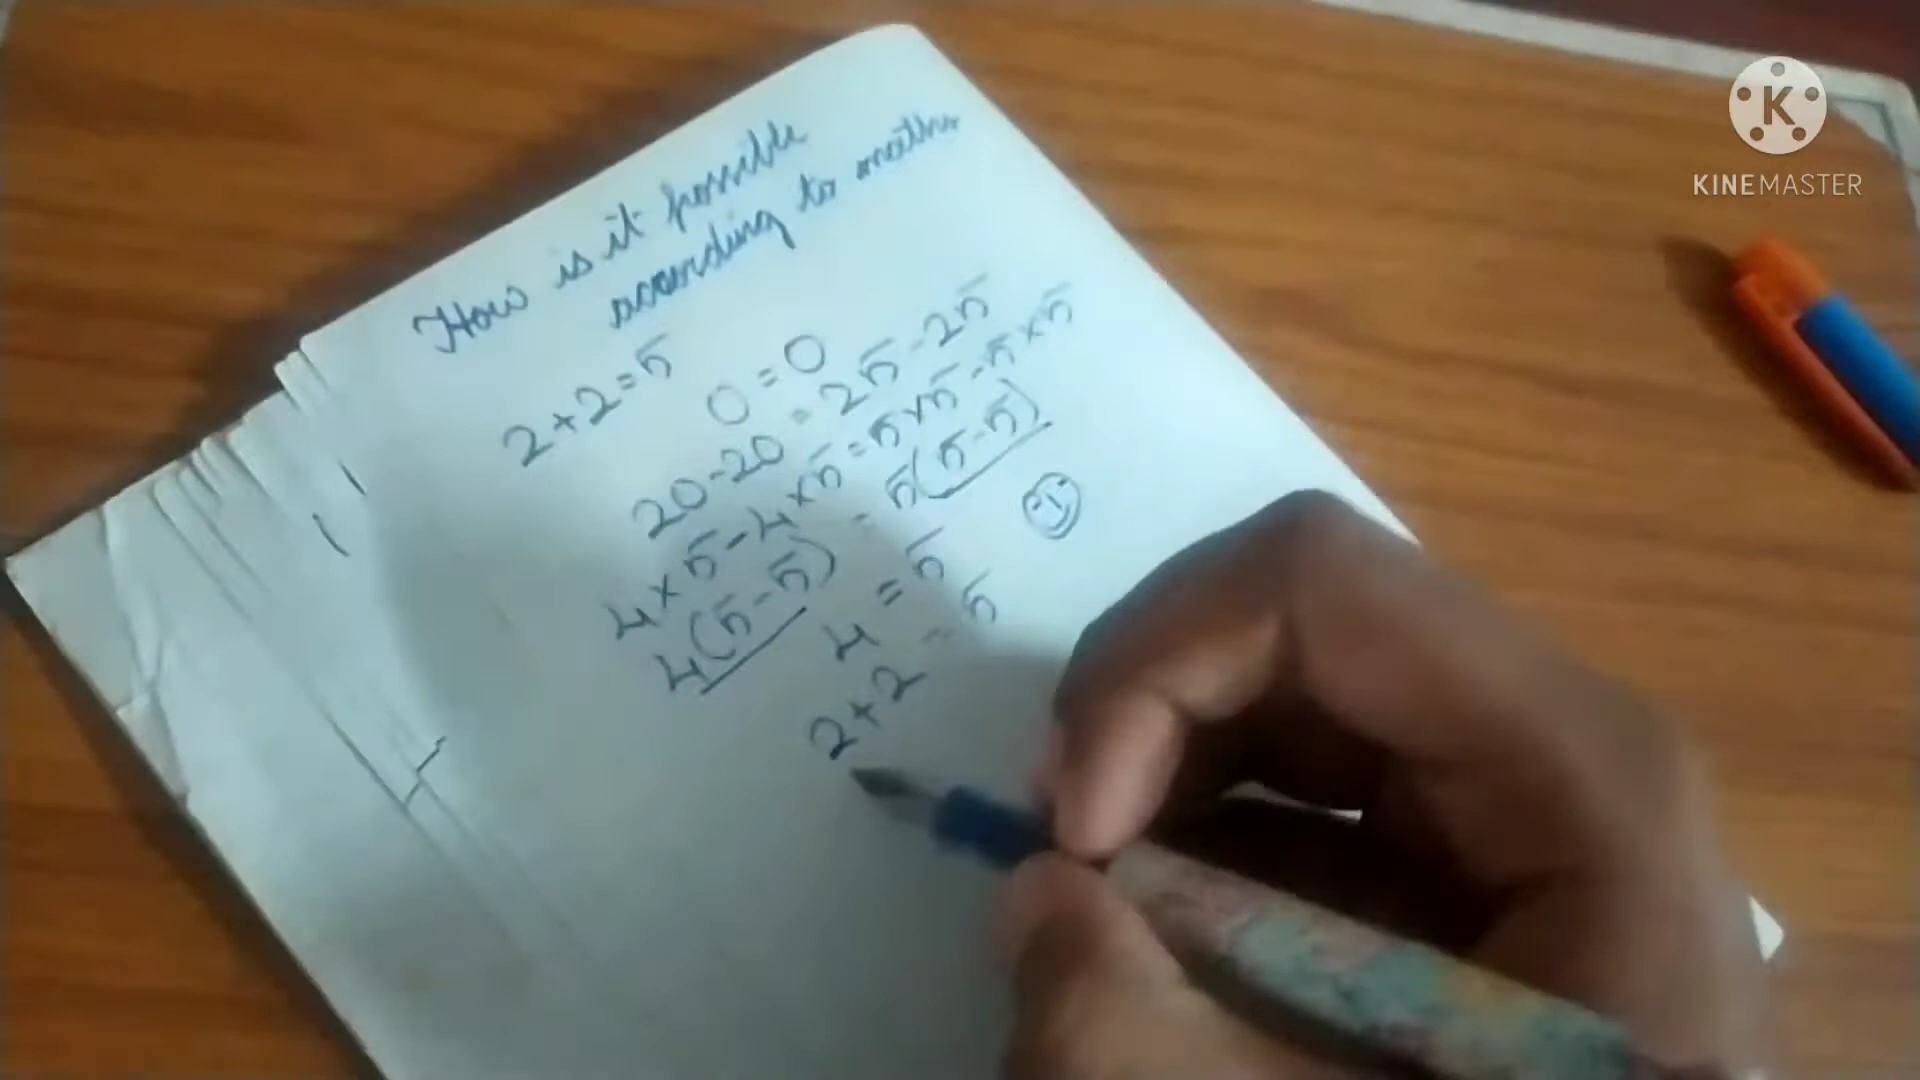 How is it possible
according to maths
2+2=5
0=0
20-20=25-25
4×5-4×5=5×5-5×5
4(5-5)=5(5-5)
4=5
2+2=5
K
KINEMASTER